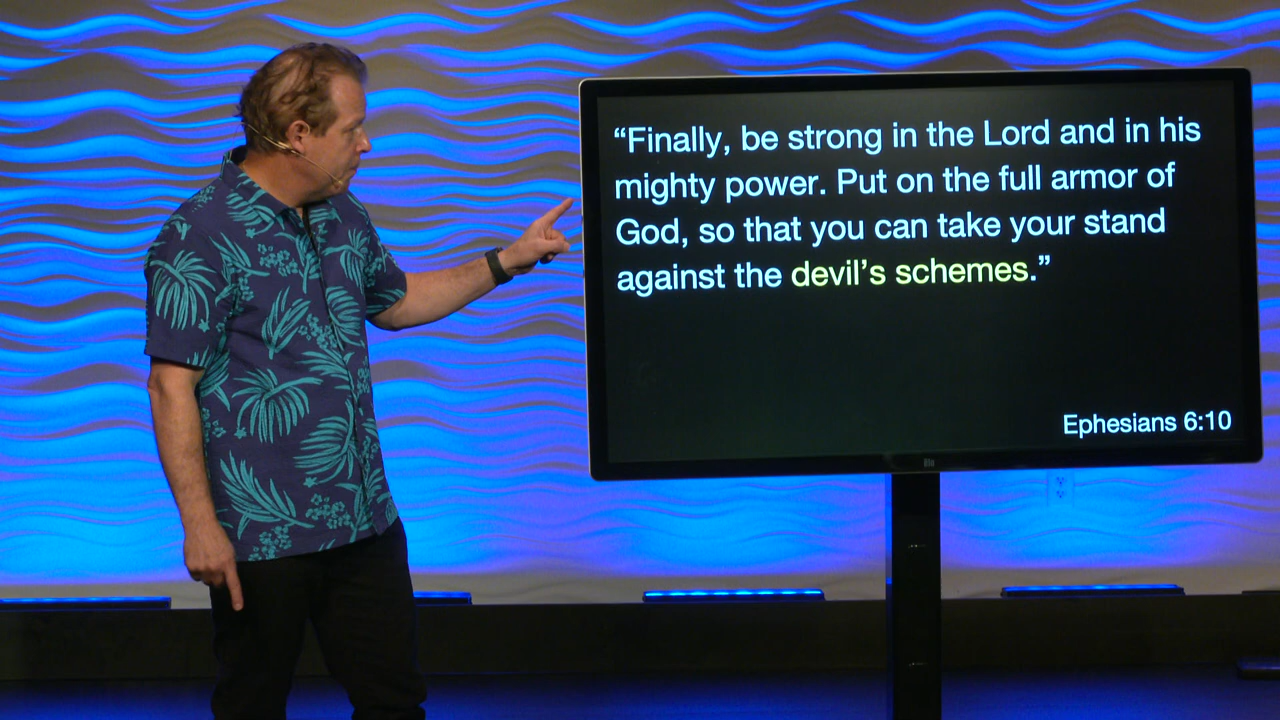 “Finally, be strong in the Lord and in his
mighty power. Put on the full armor of
God, so that you can take your stand
against the devil’s schemes.”
Ephesians 6:10
elo